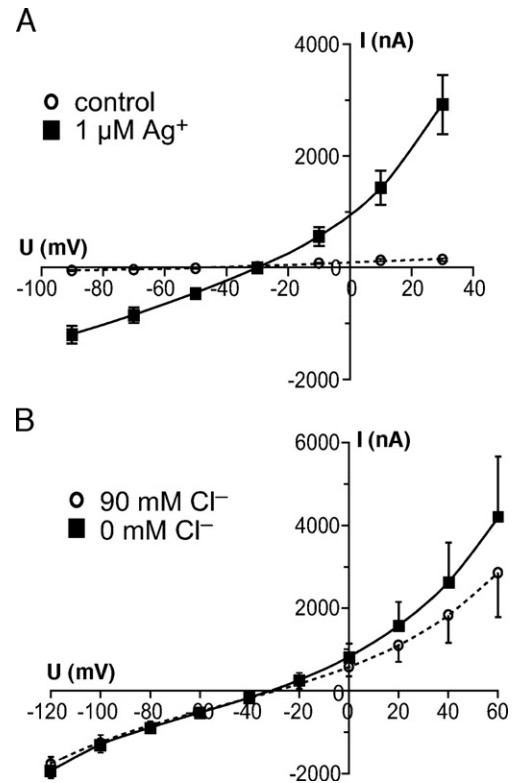 A
I (nA)
4000
control
1 µM Ag⁺
2000
U (mV)
-100 -80 -60 -40 -20 0 20 40
-2000
B
I (nA)
6000
90 mM Cl⁻
0 mM Cl⁻
4000
2000
U (mV)
0
-120 -100 -80 -60 -40 -20 0 20 40 60
-2000